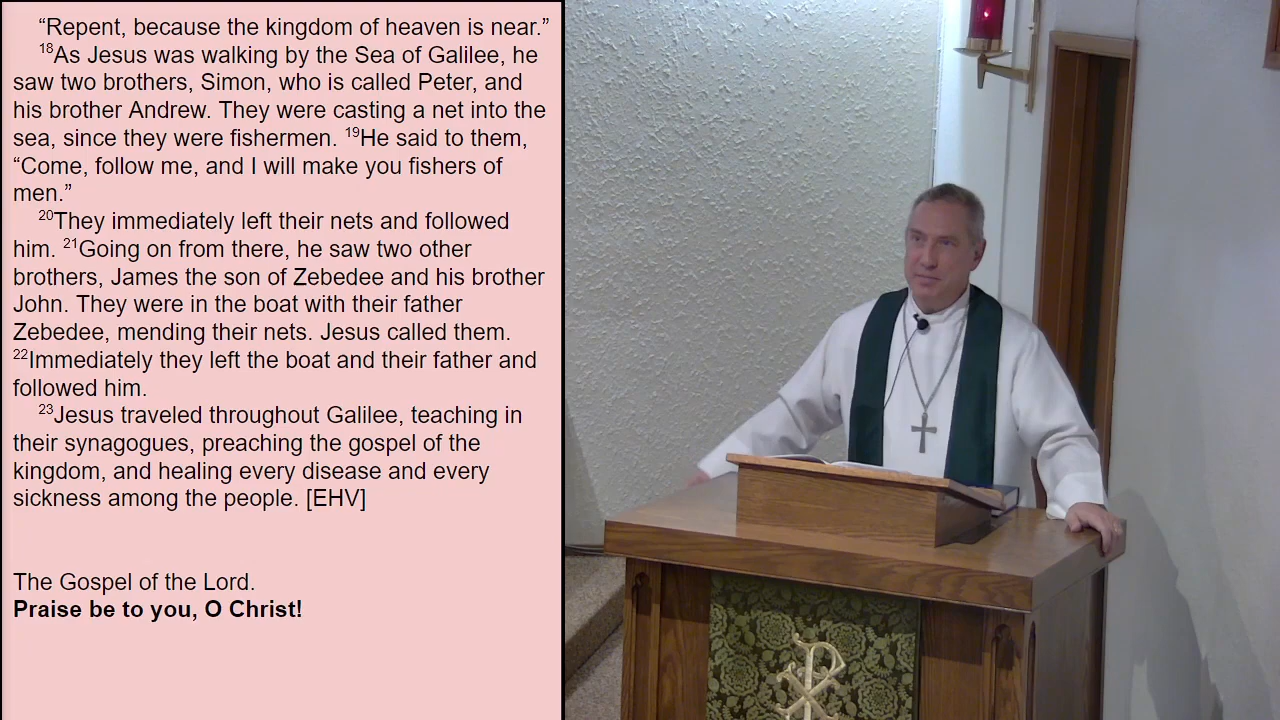 “Repent, because the kingdom of heaven is near.”
¹⁸As Jesus was walking by the Sea of Galilee, he
saw two brothers, Simon, who is called Peter, and
his brother Andrew. They were casting a net into the
sea, since they were fishermen. ¹⁹He said to them,
“Come, follow me, and I will make you fishers of
men.”
²⁰They immediately left their nets and followed
him. ²¹Going on from there, he saw two other
brothers, James the son of Zebedee and his brother
John. They were in the boat with their father
Zebedee, mending their nets. Jesus called them.
²²Immediately they left the boat and their father and
followed him.
²³Jesus traveled throughout Galilee, teaching in
their synagogues, preaching the gospel of the
kingdom, and healing every disease and every
sickness among the people. [EHV]
The Gospel of the Lord.
Praise be to you, O Christ!